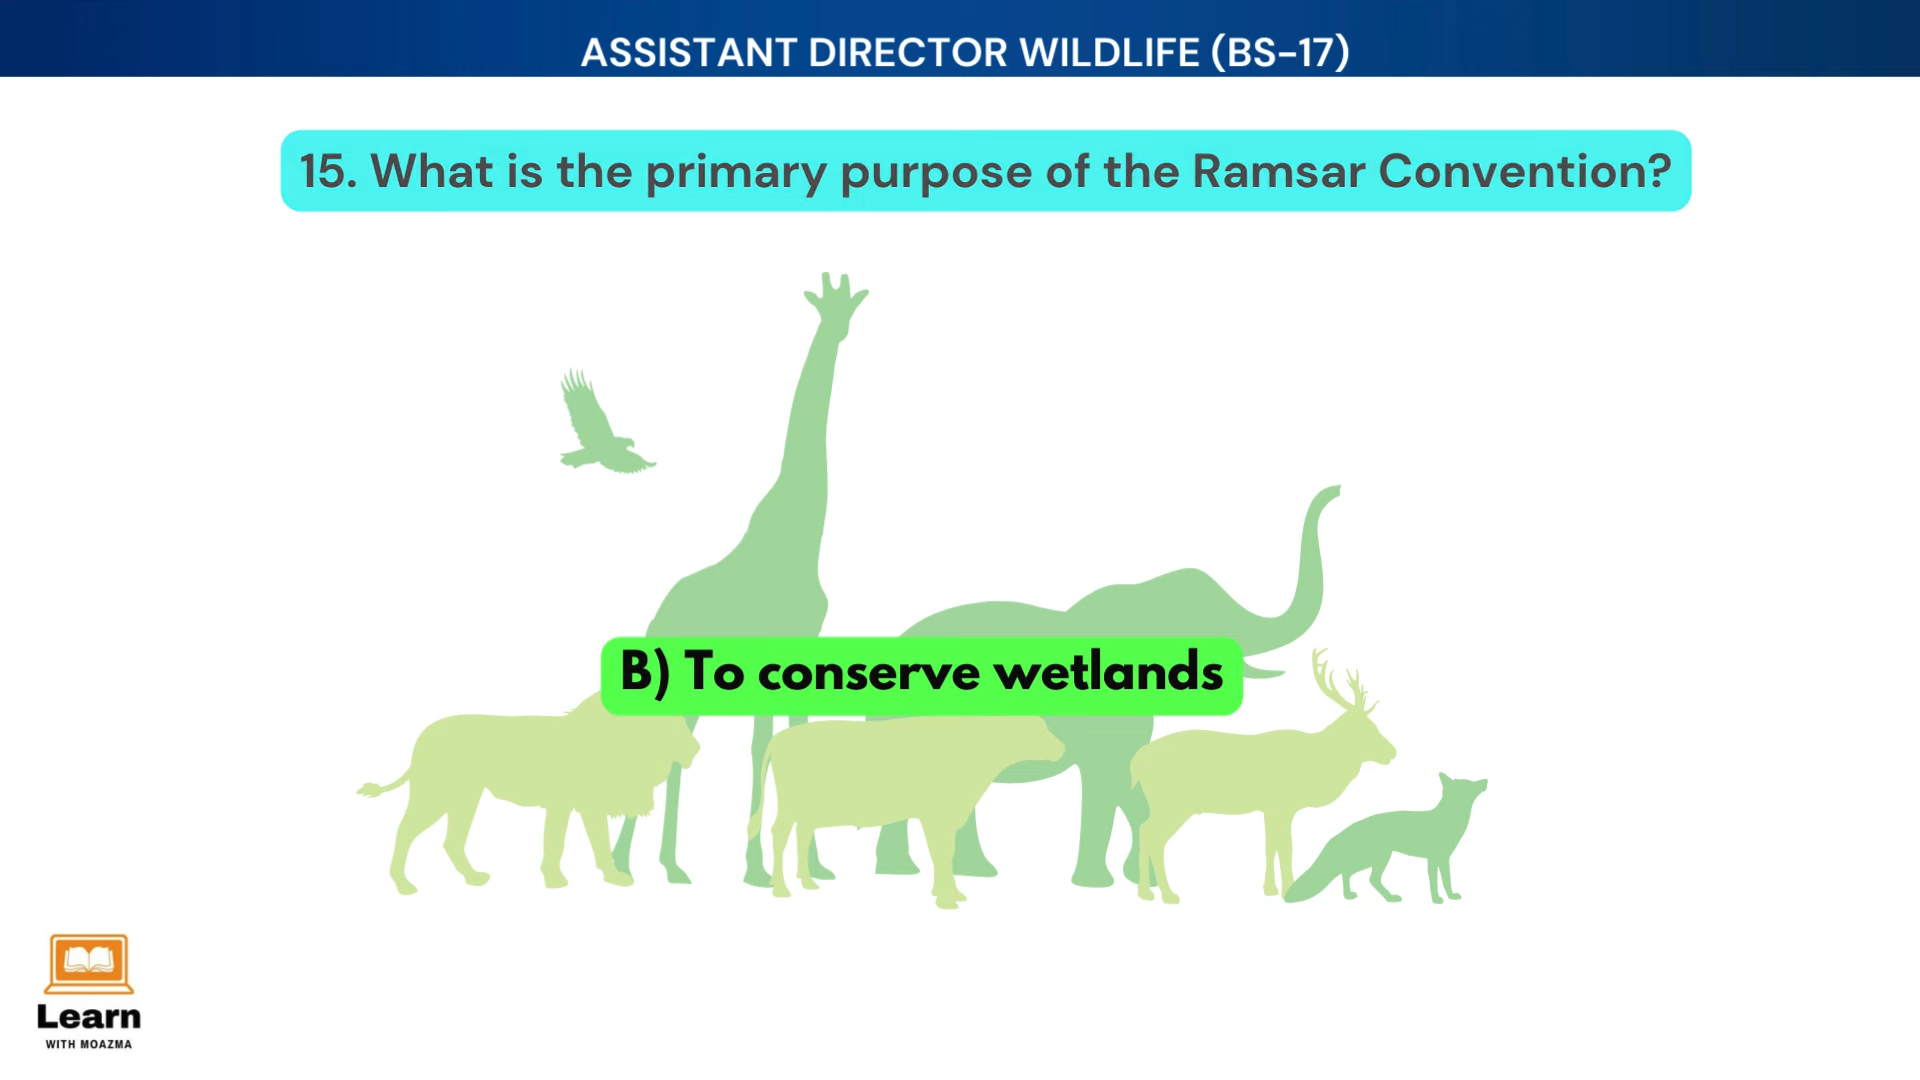 ASSISTANT DIRECTOR WILDLIFE (BS-17)
15. What is the primary purpose of the Ramsar Convention?
B) To conserve wetlands
Learn
WITH MOAZMA